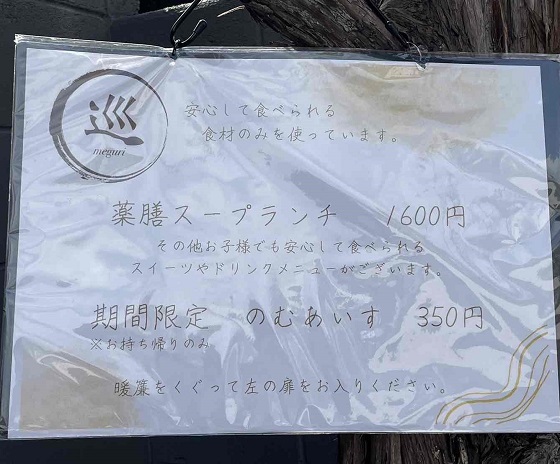 巡
meguri
安心して食べられる
食材のみを使っています。
薬膳スープランチ 1600円
その他お子様でも安心して食べられる
スイーツやドリンクメニューがございます。
期間限定 のむあいす 350円
※お持ち帰りのみ
暖簾をくぐって左の扉をお入りください。